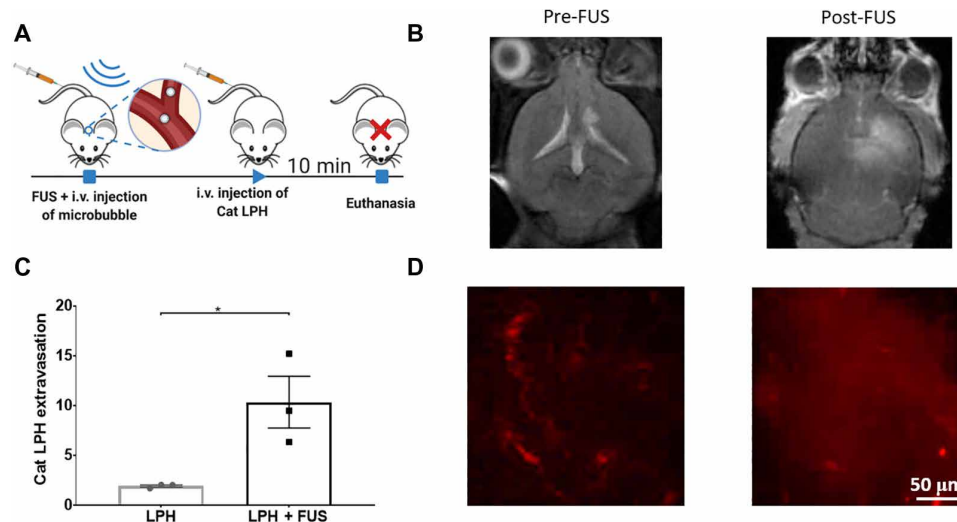 A
10 min
FUS + i.v. injection
of microbubble
i.v. injection of
Cat LPH
Euthanasia
B
Pre-FUS
Post-FUS
C
Cat LPH extravasation
20
15
10
5
0
*
LPH
LPH + FUS
D
50 µm